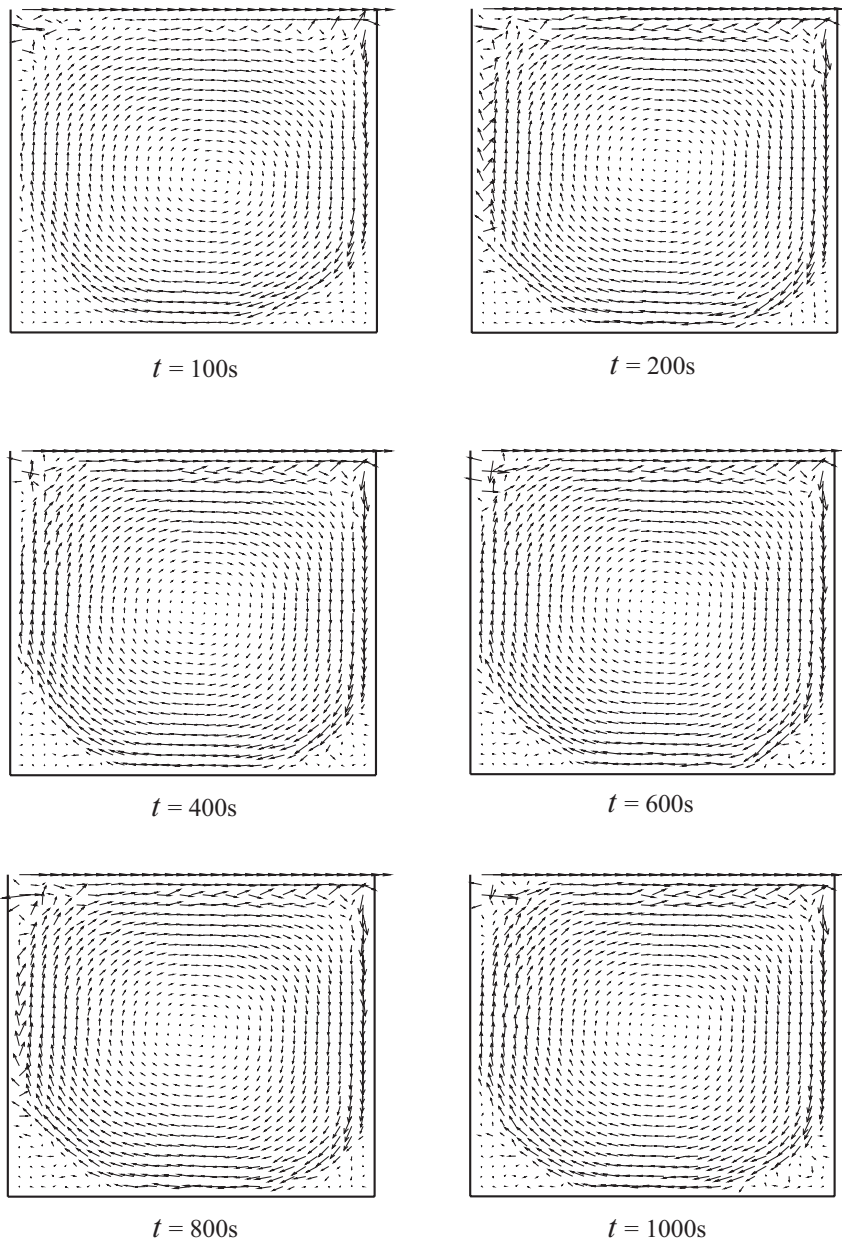 t = 100s
t = 200s
t = 400s
t = 600s
t = 800s
t = 1000s